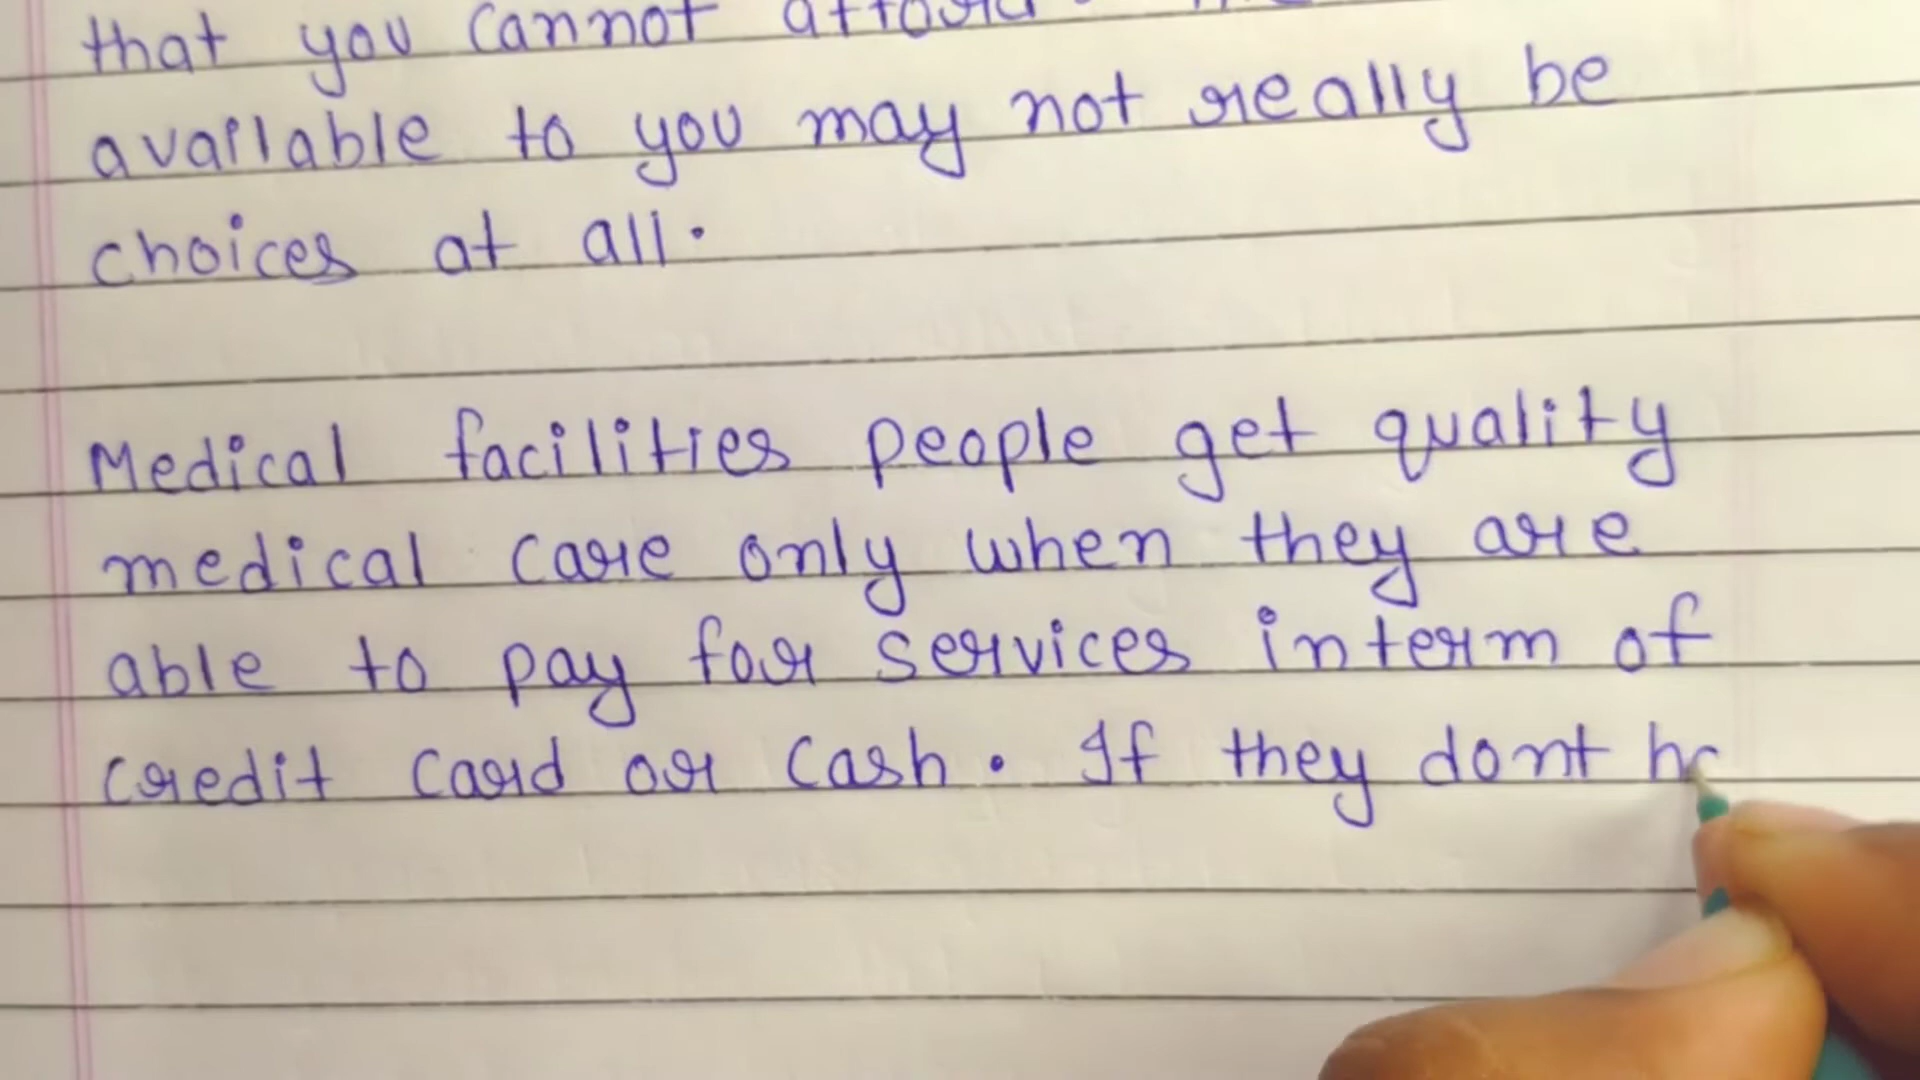 that you cannot afford.
available to you may not really be
choices at all.
Medical facilities people get quality
medical care only when they are
able to pay for services interm of
credit card or cash. If they dont ha